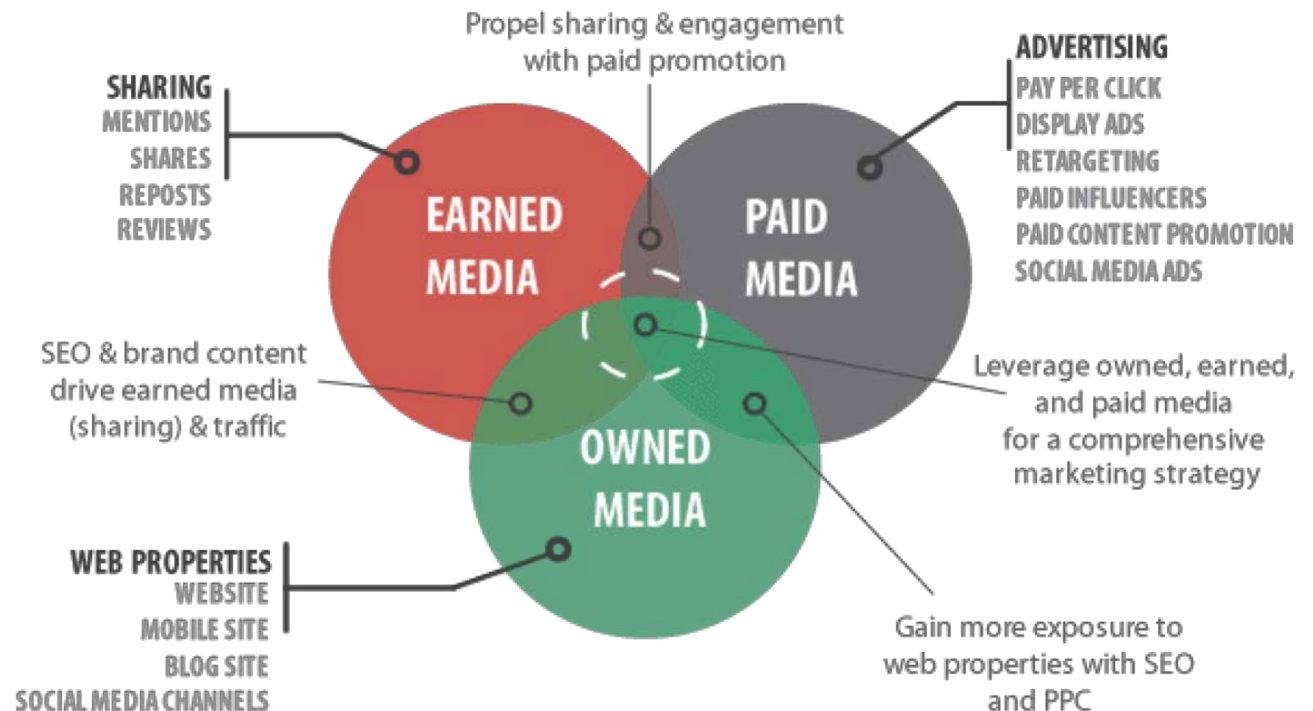 Propel sharing & engagement
with paid promotion
SHARING
MENTIONS
SHARES
REPOSTS
REVIEWS
ADVERTISING
PAY PER CLICK
DISPLAY ADS
RETARGETING
PAID INFLUENCERS
PAID CONTENT PROMOTION
SOCIAL MEDIA ADS
EARNED
MEDIA
PAID
MEDIA
SEO & brand content
drive earned media
(sharing) & traffic
Leverage owned, earned,
and paid media
for a comprehensive
marketing strategy
OWNED
MEDIA
WEB PROPERTIES
WEBSITE
MOBILE SITE
BLOG SITE
SOCIAL MEDIA CHANNELS
Gain more exposure to
web properties with SEO
and PPC